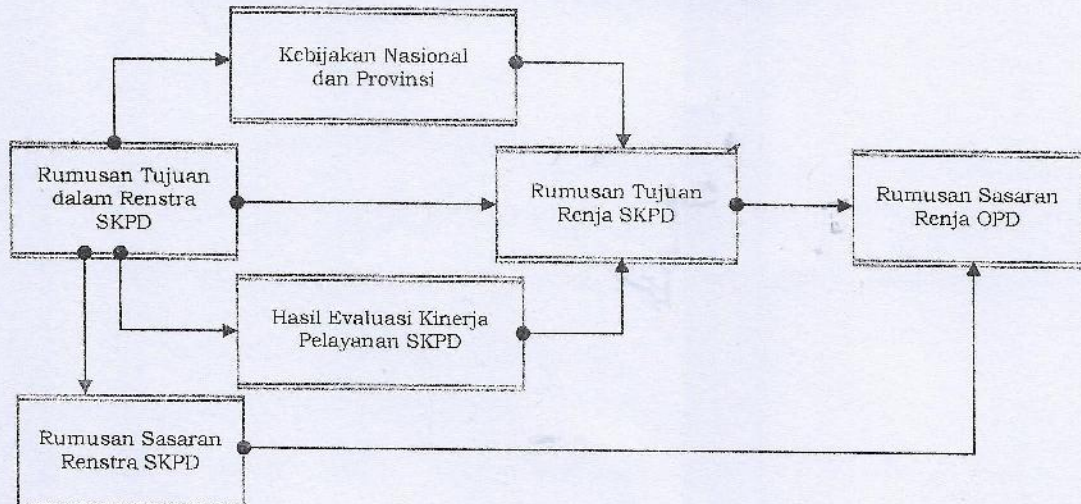 Kebijakan Nasional
dan Provinsi
Rumusan Tujuan
dalam Renstra
SKPD
Rumusan Tujuan
Renja SKPD
Rumusan Sasaran
Renja OPD
Hasil Evaluasi Kinerja
Pelayanan SKPD
Rumusan Sasaran
Renstra SKPD